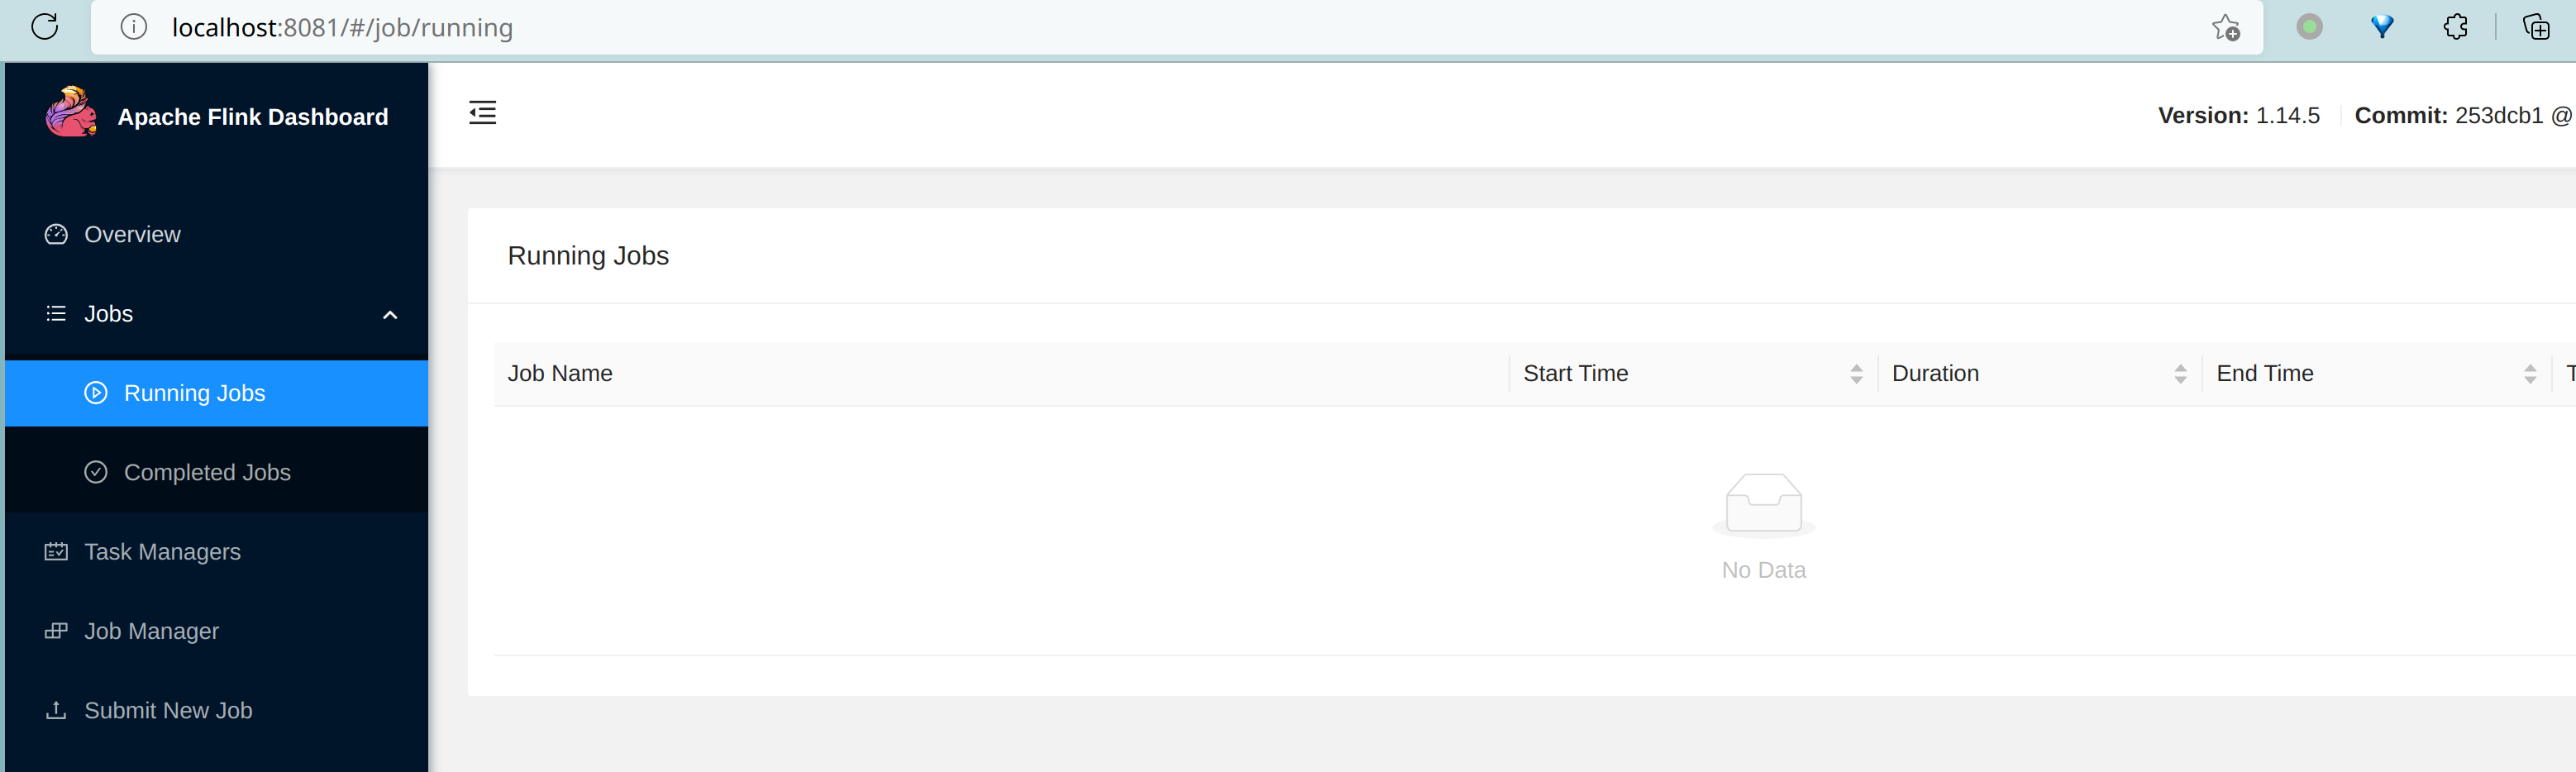 localhost:8081/#/job/running
Apache Flink Dashboard
Version: 1.14.5 Commit: 253dcb1 @
Overview
Jobs
Running Jobs
Completed Jobs
Task Managers
Job Manager
Submit New Job
Running Jobs
Job Name Start Time Duration End Time
No Data